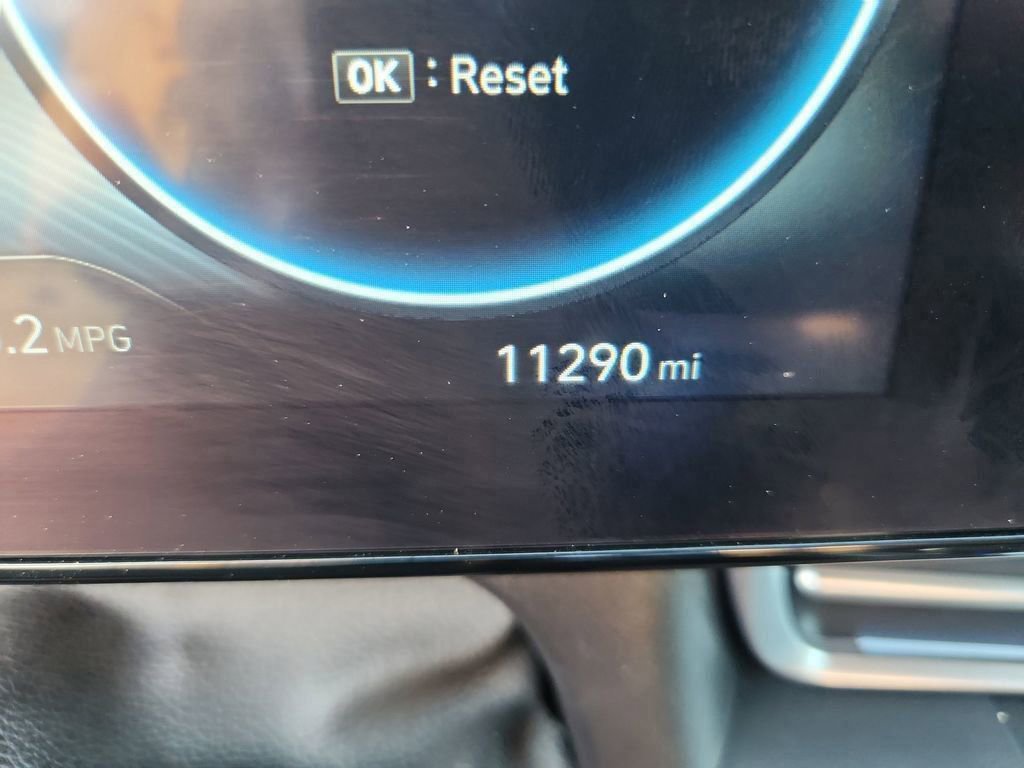 OK : Reset
.2 MPG
11290 mi